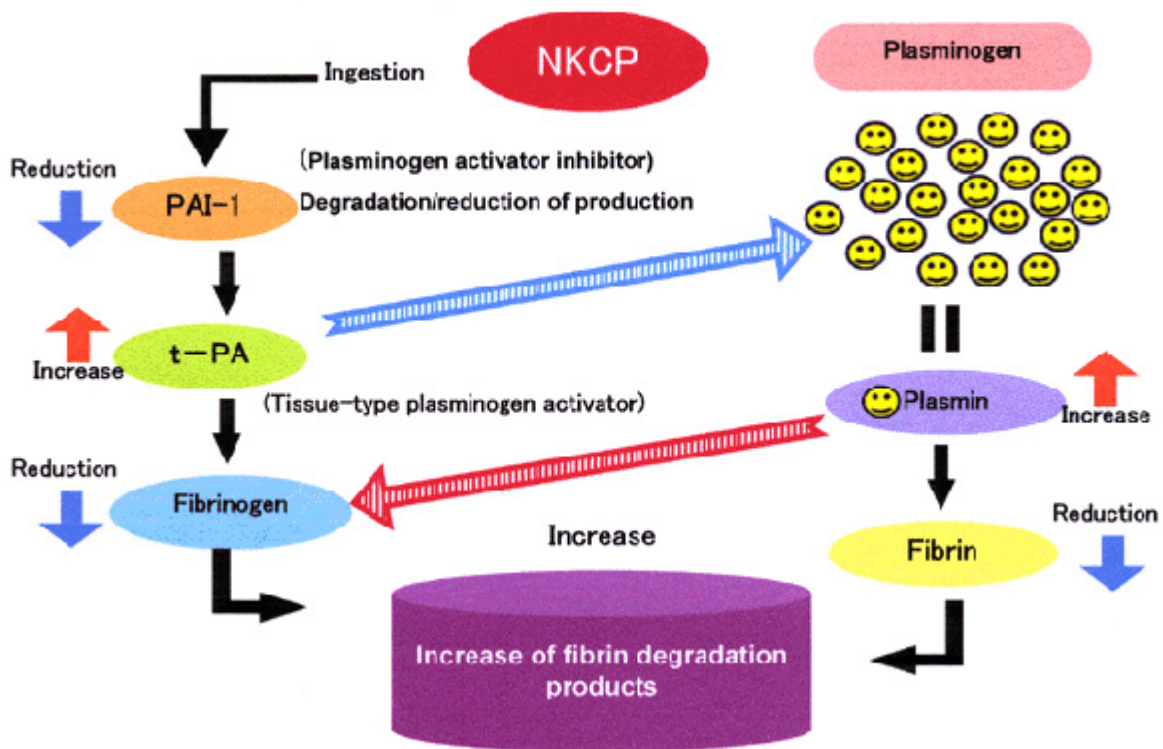 NKCP
Plasminogen
Ingestion
(Plasminogen activator inhibitor)
Reduction
PAI-1
Degradation/reduction of production
t-PA
Increase
(Tissue-type plasminogen activator)
Plasmin
Increase
Reduction
Fibrinogen
Increase
Reduction
Fibrin
Increase of fibrin degradation
products